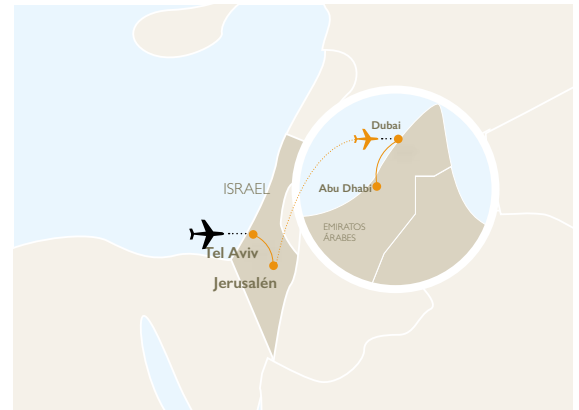 Dubai
ISRAEL
Abu Dhabi
EMIRATOS
ÁRABES
Tel Aviv
Jerusalén